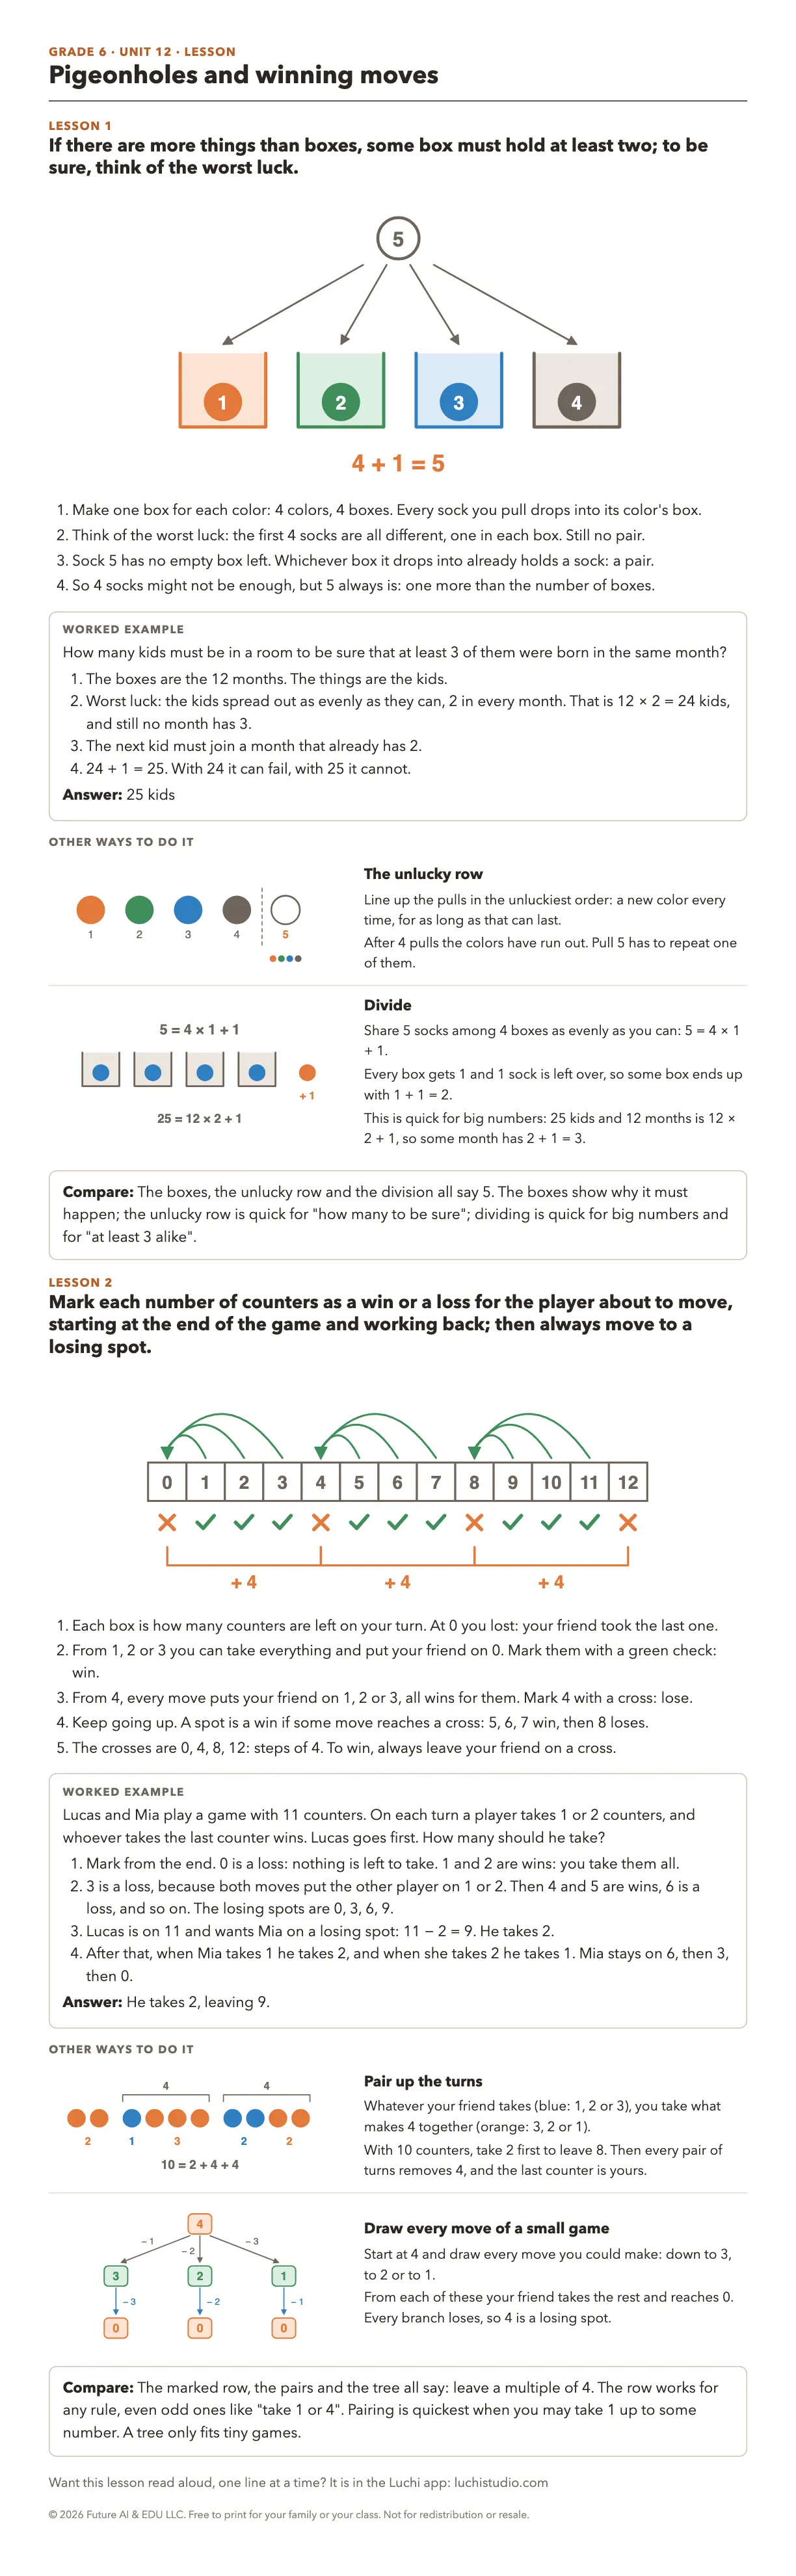 GRADE 6 · UNIT 12 · LESSON
Pigeonholes and winning moves
LESSON 1
If there are more things than boxes, some box must hold at least two; to be
sure, think of the worst luck.
5
1 2 3 4
4 + 1 = 5
1. Make one box for each color: 4 colors, 4 boxes. Every sock you pull drops into its color's box.
2. Think of the worst luck: the first 4 socks are all different, one in each box. Still no pair.
3. Sock 5 has no empty box left. Whichever box it drops into already holds a sock: a pair.
4. So 4 socks might not be enough, but 5 always is: one more than the number of boxes.
WORKED EXAMPLE
How many kids must be in a room to be sure that at least 3 of them were born in the same month?
1. The boxes are the 12 months. The things are the kids.
2. Worst luck: the kids spread out as evenly as they can, 2 in every month. That is 12 × 2 = 24 kids,
and still no month has 3.
3. The next kid must join a month that already has 2.
4. 24 + 1 = 25. With 24 it can fail, with 25 it cannot.
Answer: 25 kids
OTHER WAYS TO DO IT
1 2 3 4 5
The unlucky row
Line up the pulls in the unluckiest order: a new color every
time, for as long as that can last.
After 4 pulls the colors have run out. Pull 5 has to repeat one
of them.
5 = 4 × 1 + 1
+ 1
25 = 12 × 2 + 1
Divide
Share 5 socks among 4 boxes as evenly as you can: 5 = 4 × 1
+ 1.
Every box gets 1 and 1 sock is left over, so some box ends up
with 1 + 1 = 2.
This is quick for big numbers: 25 kids and 12 months is 12 ×
2 + 1, so some month has 2 + 1 = 3.
Compare: The boxes, the unlucky row and the division all say 5. The boxes show why it must
happen; the unlucky row is quick for "how many to be sure"; dividing is quick for big numbers and
for "at least 3 alike".
LESSON 2
Mark each number of counters as a win or a loss for the player about to move,
starting at the end of the game and working back; then always move to a
losing spot.
0 1 2 3 4 5 6 7 8 9 10 11 12
+ 4 + 4 + 4
1. Each box is how many counters are left on your turn. At 0 you lost: your friend took the last one.
2. From 1, 2 or 3 you can take everything and put your friend on 0. Mark them with a green check:
win.
3. From 4, every move puts your friend on 1, 2 or 3, all wins for them. Mark 4 with a cross: lose.
4. Keep going up. A spot is a win if some move reaches a cross: 5, 6, 7 win, then 8 loses.
5. The crosses are 0, 4, 8, 12: steps of 4. To win, always leave your friend on a cross.
WORKED EXAMPLE
Lucas and Mia play a game with 11 counters. On each turn a player takes 1 or 2 counters, and
whoever takes the last counter wins. Lucas goes first. How many should he take?
1. Mark from the end. 0 is a loss: nothing is left to take. 1 and 2 are wins: you take them all.
2. 3 is a loss, because both moves put the other player on 1 or 2. Then 4 and 5 are wins, 6 is a
loss, and so on. The losing spots are 0, 3, 6, 9.
3. Lucas is on 11 and wants Mia on a losing spot: 11 − 2 = 9. He takes 2.
4. After that, when Mia takes 1 he takes 2, and when she takes 2 he takes 1. Mia stays on 6, then 3,
then 0.
Answer: He takes 2, leaving 9.
OTHER WAYS TO DO IT
4 4
2 1 3 2 2
10 = 2 + 4 + 4
Pair up the turns
Whatever your friend takes (blue: 1, 2 or 3), you take what
makes 4 together (orange: 3, 2 or 1).
With 10 counters, take 2 first to leave 8. Then every pair of
turns removes 4, and the last counter is yours.
4
− 1 − 2 − 3
3 2 1
− 3 − 2 − 1
0 0 0
Draw every move of a small game
Start at 4 and draw every move you could make: down to 3,
to 2 or to 1.
From each of these your friend takes the rest and reaches 0.
Every branch loses, so 4 is a losing spot.
Compare: The marked row, the pairs and the tree all say: leave a multiple of 4. The row works for
any rule, even odd ones like "take 1 or 4". Pairing is quickest when you may take 1 up to some
number. A tree only fits tiny games.
Want this lesson read aloud, one line at a time? It is in the Luchi app: luchistudio.com
© 2026 Future AI & EDU LLC. Free to print for your family or your class. Not for redistribution or resale.